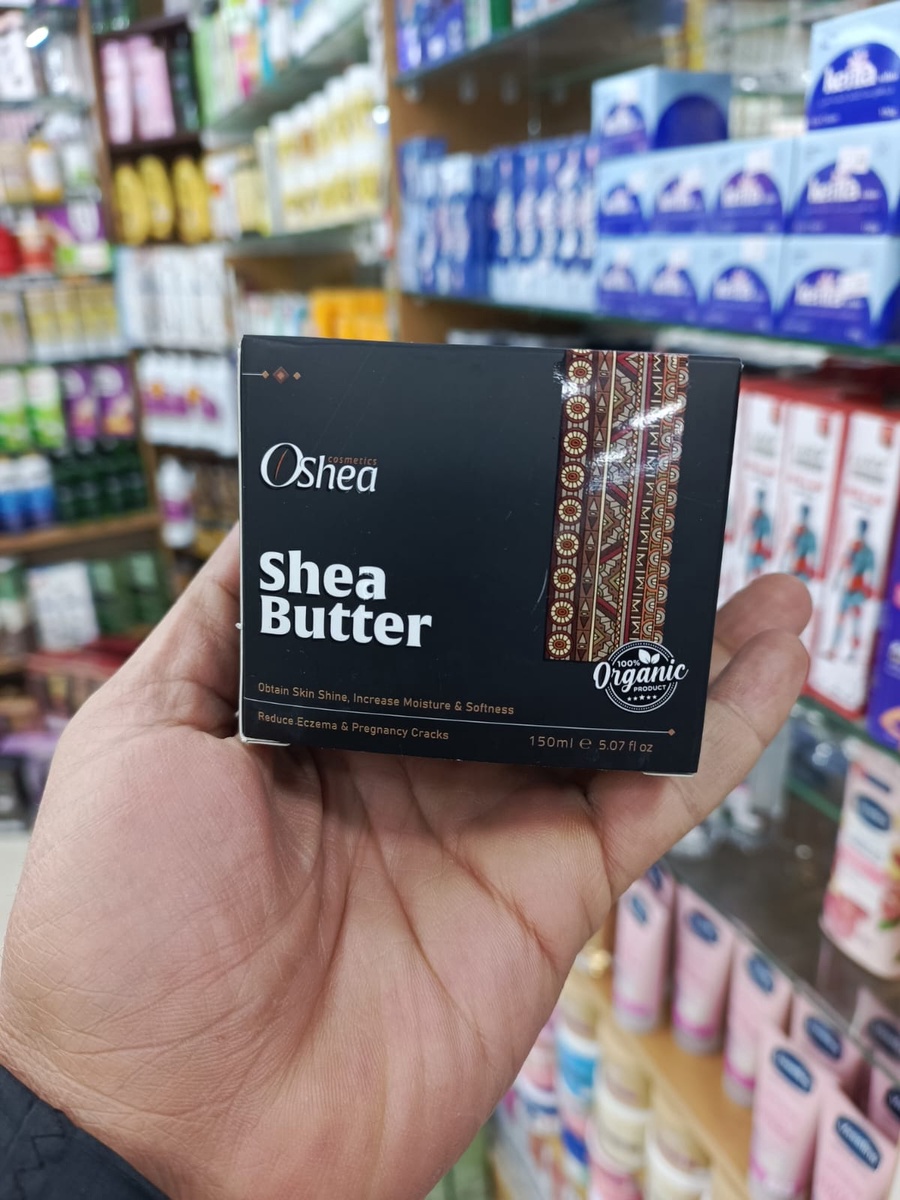 Oshea
cosmetics
Shea
Butter
100%
Organic
PRODUCT
Obtain Skin Shine, Increase Moisture & Softness
Reduce Eczema & Pregnancy Cracks
150ml ℮ 5.07 fl oz